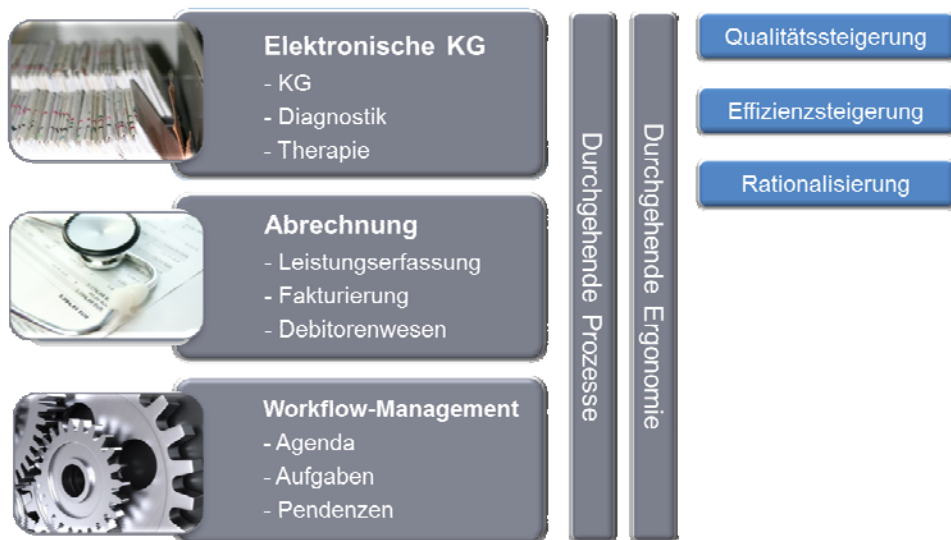 Elektronische KG
- KG
- Diagnostik
- Therapie
Abrechnung
- Leistungserfassung
- Fakturierung
- Debitorenwesen
Workflow-Management
- Agenda
- Aufgaben
- Pendenzen
Durchgehende Prozesse
Durchgehende Ergonomie
Qualitätssteigerung
Effizienzsteigerung
Rationalisierung